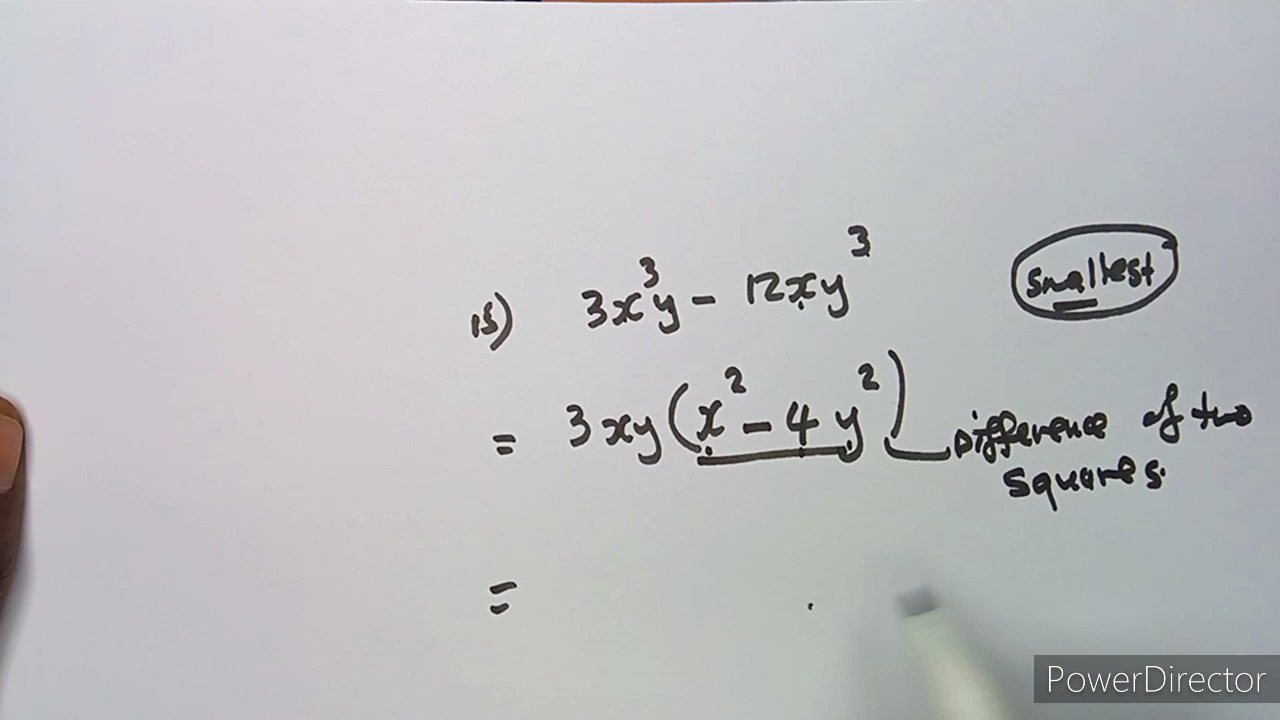 15) 3x³y - 12xy³ smallest
= 3xy(x² - 4y²) Difference of two
squares.
=
PowerDirector